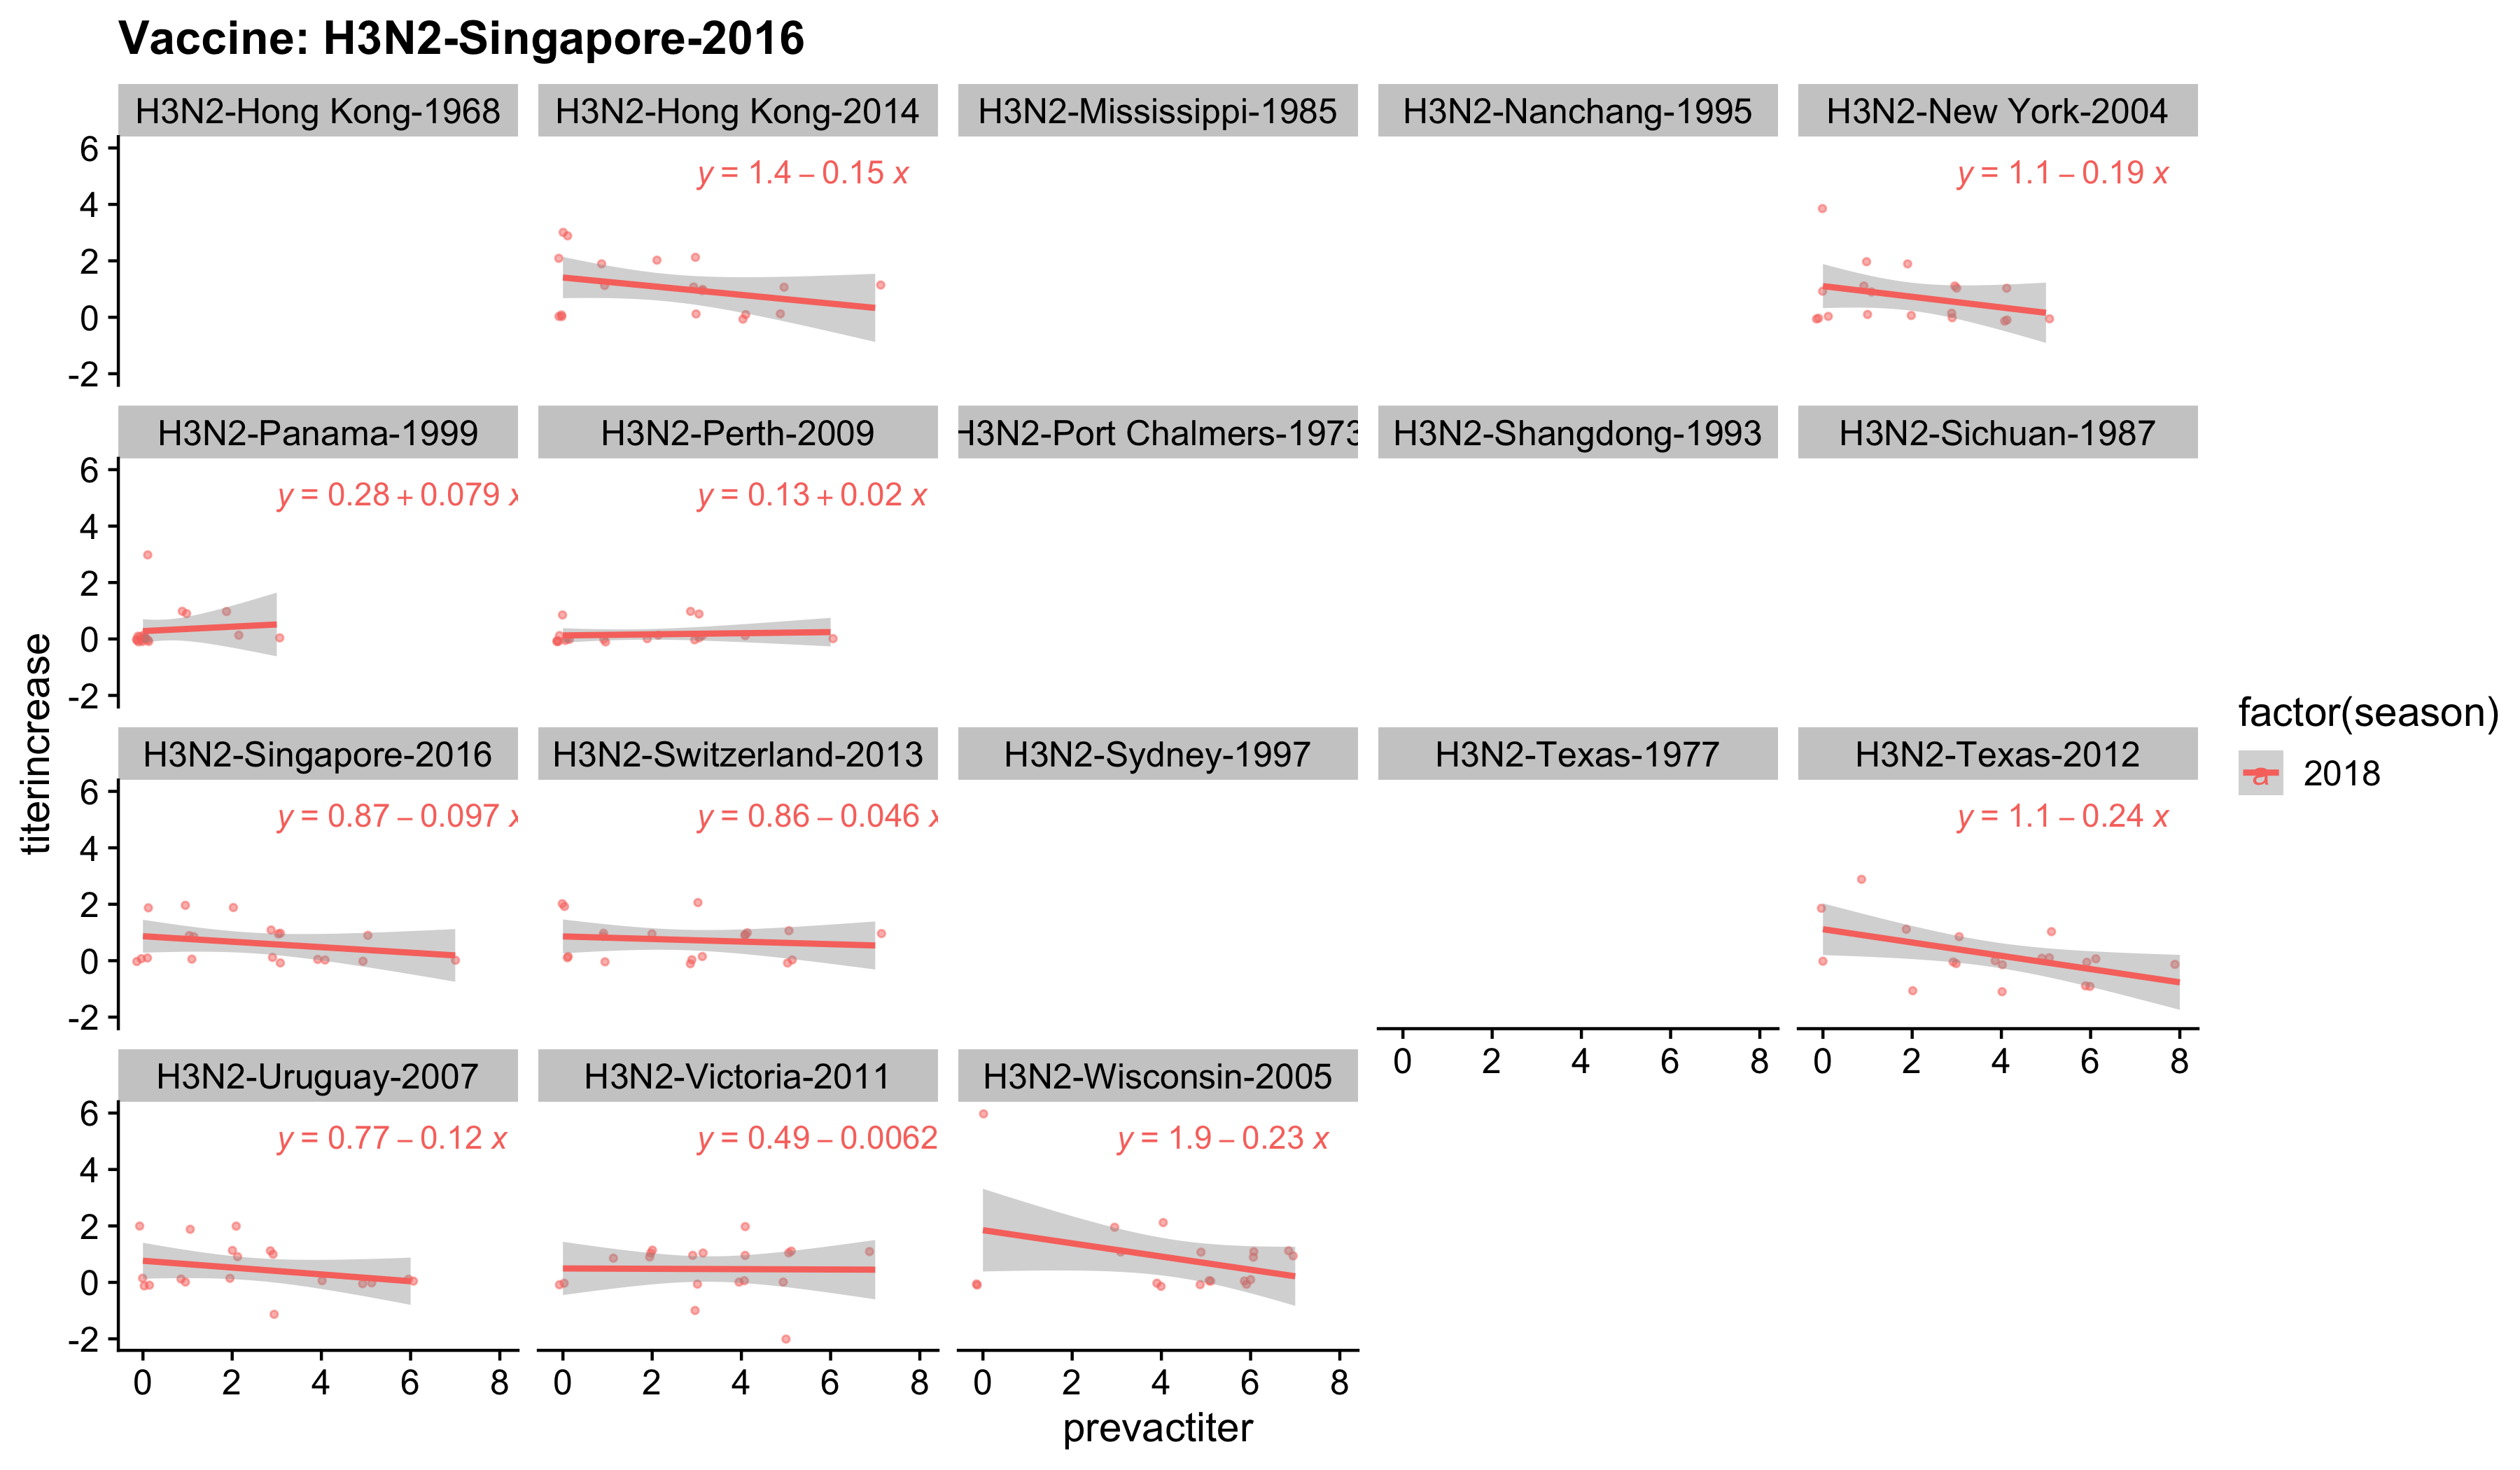 Vaccine: H3N2-Singapore-2016
H3N2-Hong Kong-1968
H3N2-Hong Kong-2014
H3N2-Mississippi-1985
H3N2-Nanchang-1995
H3N2-New York-2004
6
4
2
0
-2
y = 1.4 – 0.15 x
y = 1.1 – 0.19 x
H3N2-Panama-1999
H3N2-Perth-2009
H3N2-Port Chalmers-1973
H3N2-Shangdong-1993
H3N2-Sichuan-1987
6
4
2
0
-2
y = 0.28 + 0.079 x
y = 0.13 + 0.02 x
titerincrease
H3N2-Singapore-2016
H3N2-Switzerland-2013
H3N2-Sydney-1997
H3N2-Texas-1977
H3N2-Texas-2012
6
4
2
0
-2
y = 0.87 – 0.097 x
y = 0.86 – 0.046 x
y = 1.1 – 0.24 x
0 2 4 6 8
0 2 4 6 8
H3N2-Uruguay-2007
H3N2-Victoria-2011
H3N2-Wisconsin-2005
6
4
2
0
-2
y = 0.77 – 0.12 x
y = 0.49 – 0.0062
y = 1.9 – 0.23 x
0 2 4 6 8
0 2 4 6 8
0 2 4 6 8
prevactiter
factor(season)
a
2018